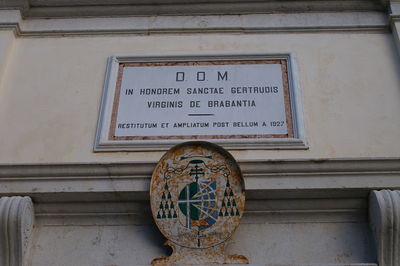 D O M
IN HONOREM SANCTAE GERTRUDIS
VIRGINIS DE BRABANTIA
RESTITUTUM ET AMPLIATUM POST BELLUM A. 1927